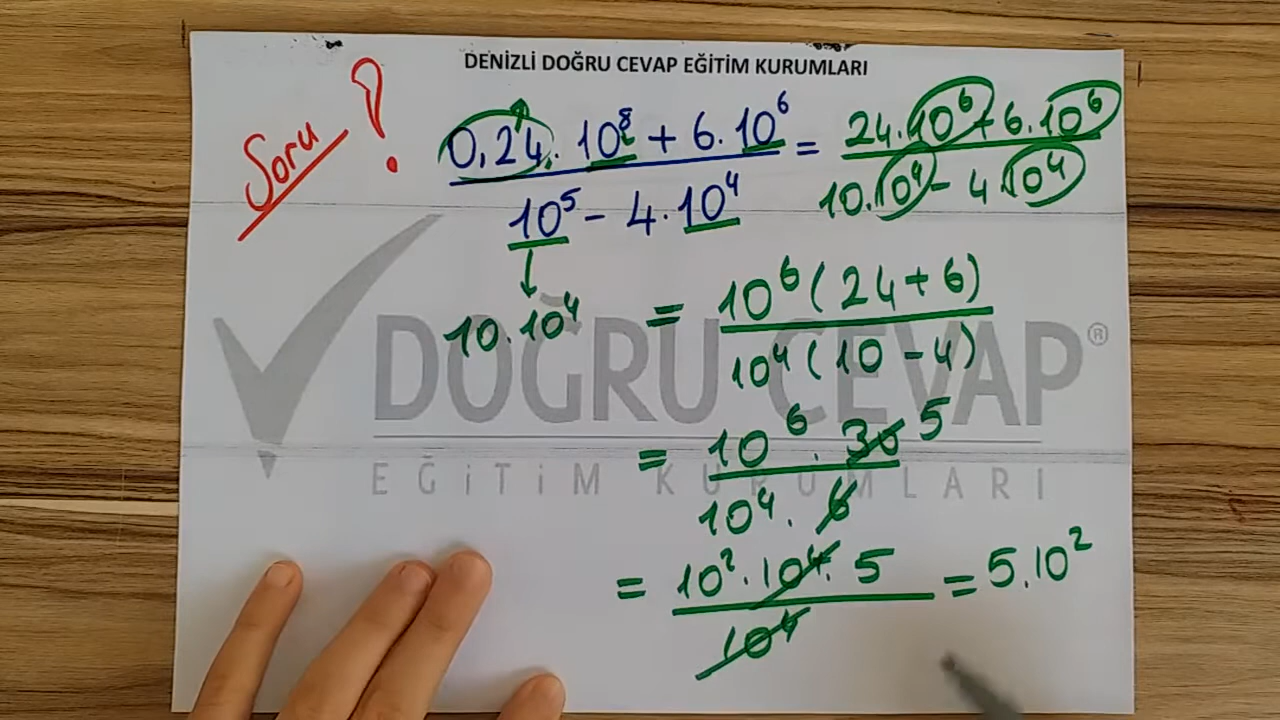 DENİZLİ DOĞRU CEVAP EĞİTİM KURUMLARI
Soru ?
0,24. 10⁸ + 6. 10⁶ = 24.10⁶ + 6.10⁶
10⁵ - 4. 10⁴ 10.10⁴ - 4.10⁴
10.10⁴
= 10⁶ ( 24 + 6 )
10⁴ ( 10 - 4 )
DOĞRU CEVAP®
= 10⁶ . 30 5
EĞİTİM KURUMLARI
10⁴ . 6
= 10² . 10⁴ . 5 = 5.10²
10⁴